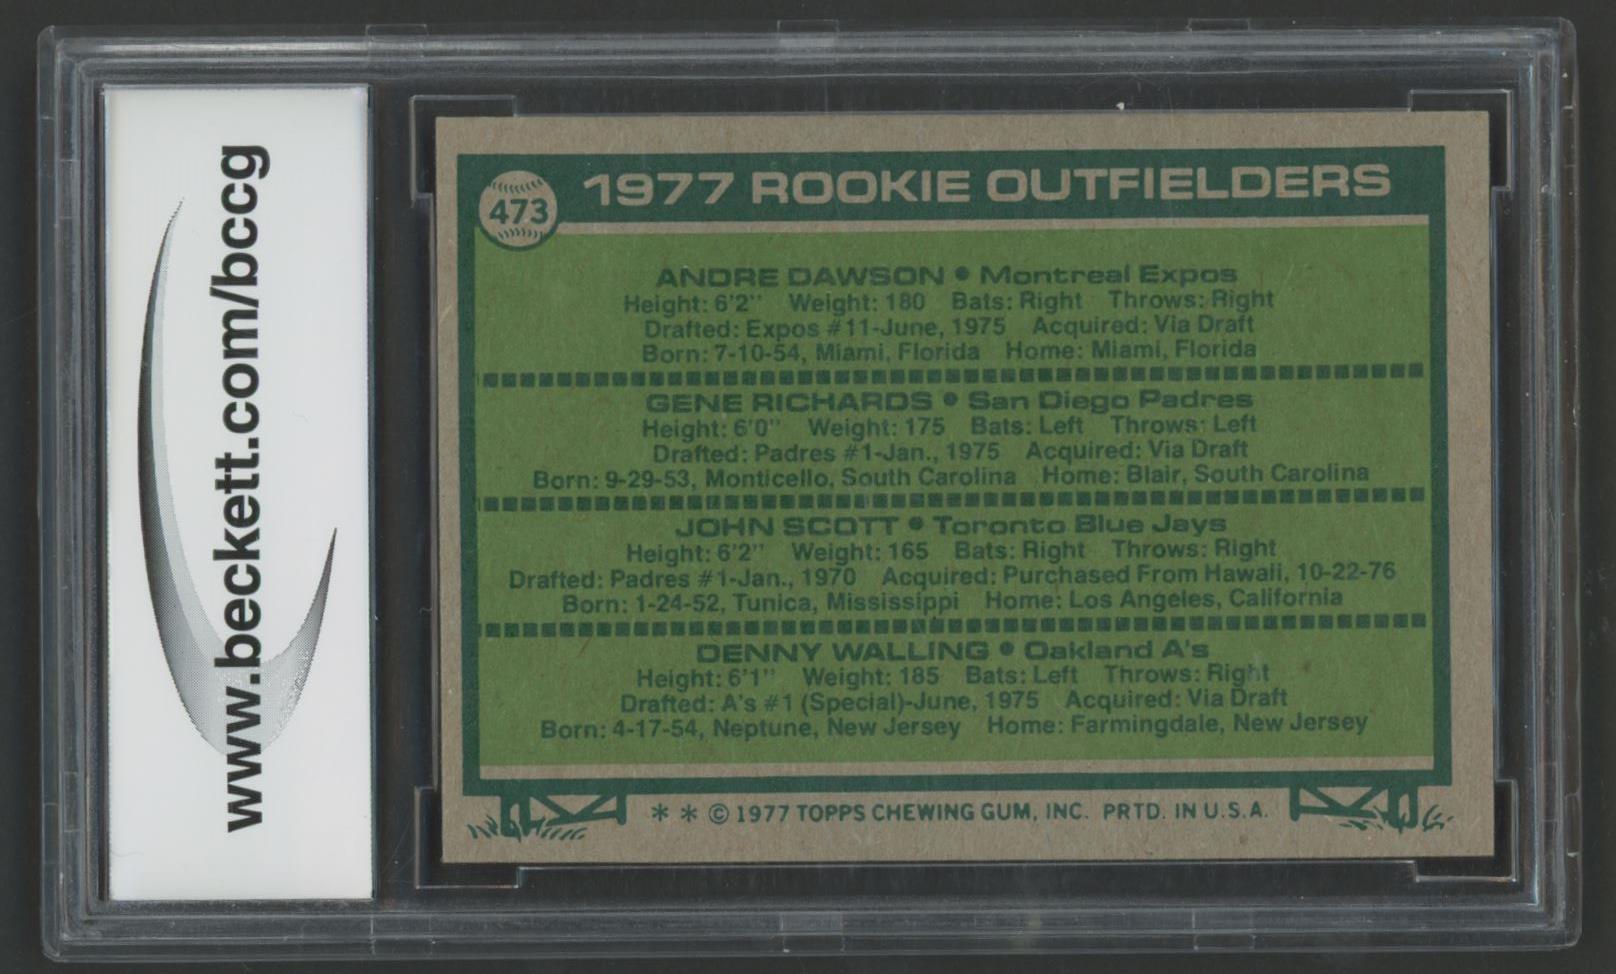 www.beckett.com/bccg
473
1977 ROOKIE OUTFIELDERS
ANDRE DAWSON • Montreal Expos
Height: 6'2" Weight: 180 Bats: Right Throws: Right
Drafted: Expos #11-June, 1975 Acquired: Via Draft
Born: 7-10-54, Miami, Florida Home: Miami, Florida
GENE RICHARDS • San Diego Padres
Height: 6'0" Weight: 175 Bats: Left Throws: Left
Drafted: Padres #1-Jan., 1975 Acquired: Via Draft
Born: 9-29-53, Monticello, South Carolina Home: Blair, South Carolina
JOHN SCOTT • Toronto Blue Jays
Height: 6'2" Weight: 165 Bats: Right Throws: Right
Drafted: Padres #1-Jan., 1970 Acquired: Purchased From Hawaii, 10-22-76
Born: 1-24-52, Tunica, Mississippi Home: Los Angeles, California
DENNY WALLING • Oakland A's
Height: 6'1" Weight: 185 Bats: Left Throws: Right
Drafted: A's #1 (Special)-June, 1975 Acquired: Via Draft
Born: 4-17-54, Neptune, New Jersey Home: Farmingdale, New Jersey
* * © 1977 TOPPS CHEWING GUM, INC. PRTD. IN U.S.A.